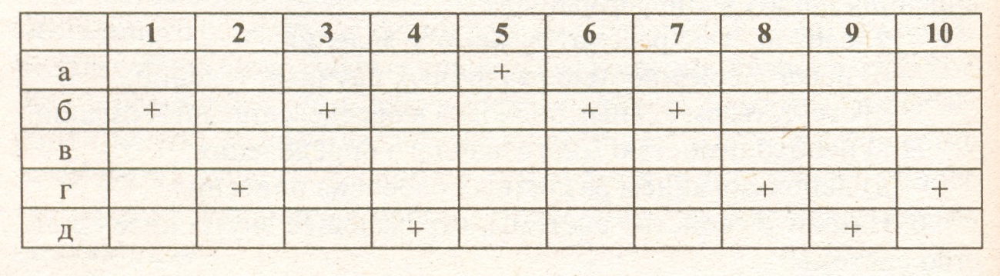 1 2 3 4 5 6 7 8 9 10
а +
б + + + +
в
г + + +
д + +